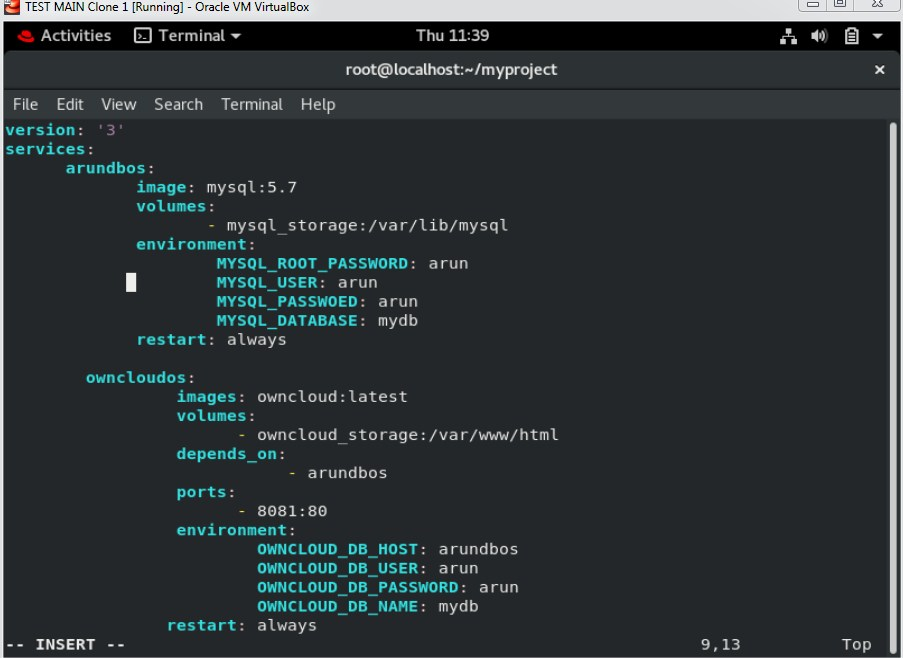 TEST MAIN Clone 1 [Running] - Oracle VM VirtualBox
Activities Terminal Thu 11:39
root@localhost:~/myproject ×
File Edit View Search Terminal Help
version: '3'
services:
      arundbos:
             image: mysql:5.7
             volumes:
                    - mysql_storage:/var/lib/mysql
             environment:
                     MYSQL_ROOT_PASSWORD: arun
                     MYSQL_USER: arun
                     MYSQL_PASSWOED: arun
                     MYSQL_DATABASE: mydb
             restart: always

        owncloudos:
                 images: owncloud:latest
                 volumes:
                       - owncloud_storage:/var/www/html
                 depends_on:
                            - arundbos
                 ports:
                       - 8081:80
                 environment:
                         OWNCLOUD_DB_HOST: arundbos
                         OWNCLOUD_DB_USER: arun
                         OWNCLOUD_DB_PASSWORD: arun
                         OWNCLOUD_DB_NAME: mydb
                restart: always
-- INSERT -- 9,13 Top